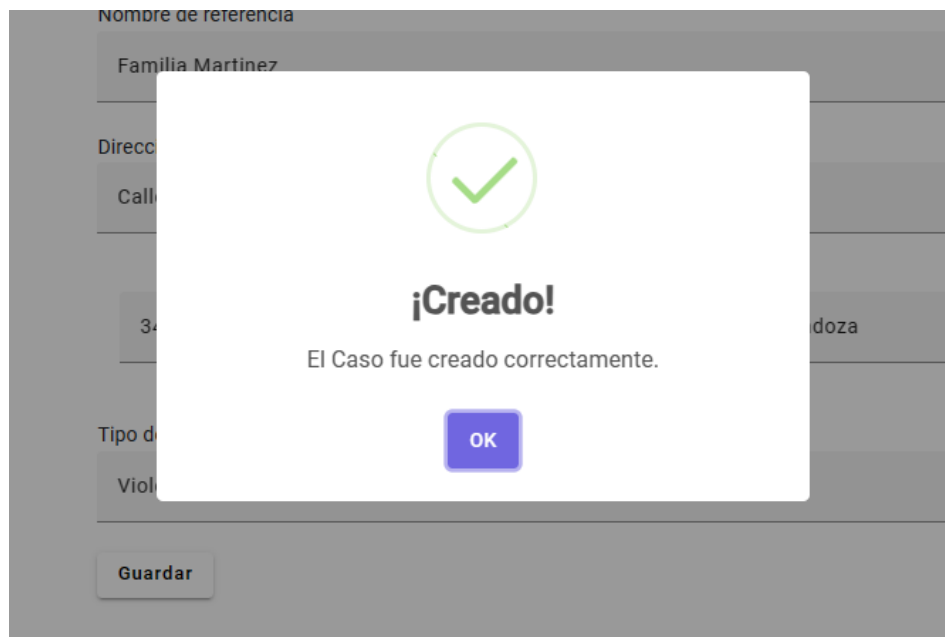 Nombre de referencia
Familia Martinez
¡Creado!
El Caso fue creado correctamente.
OK
Guardar